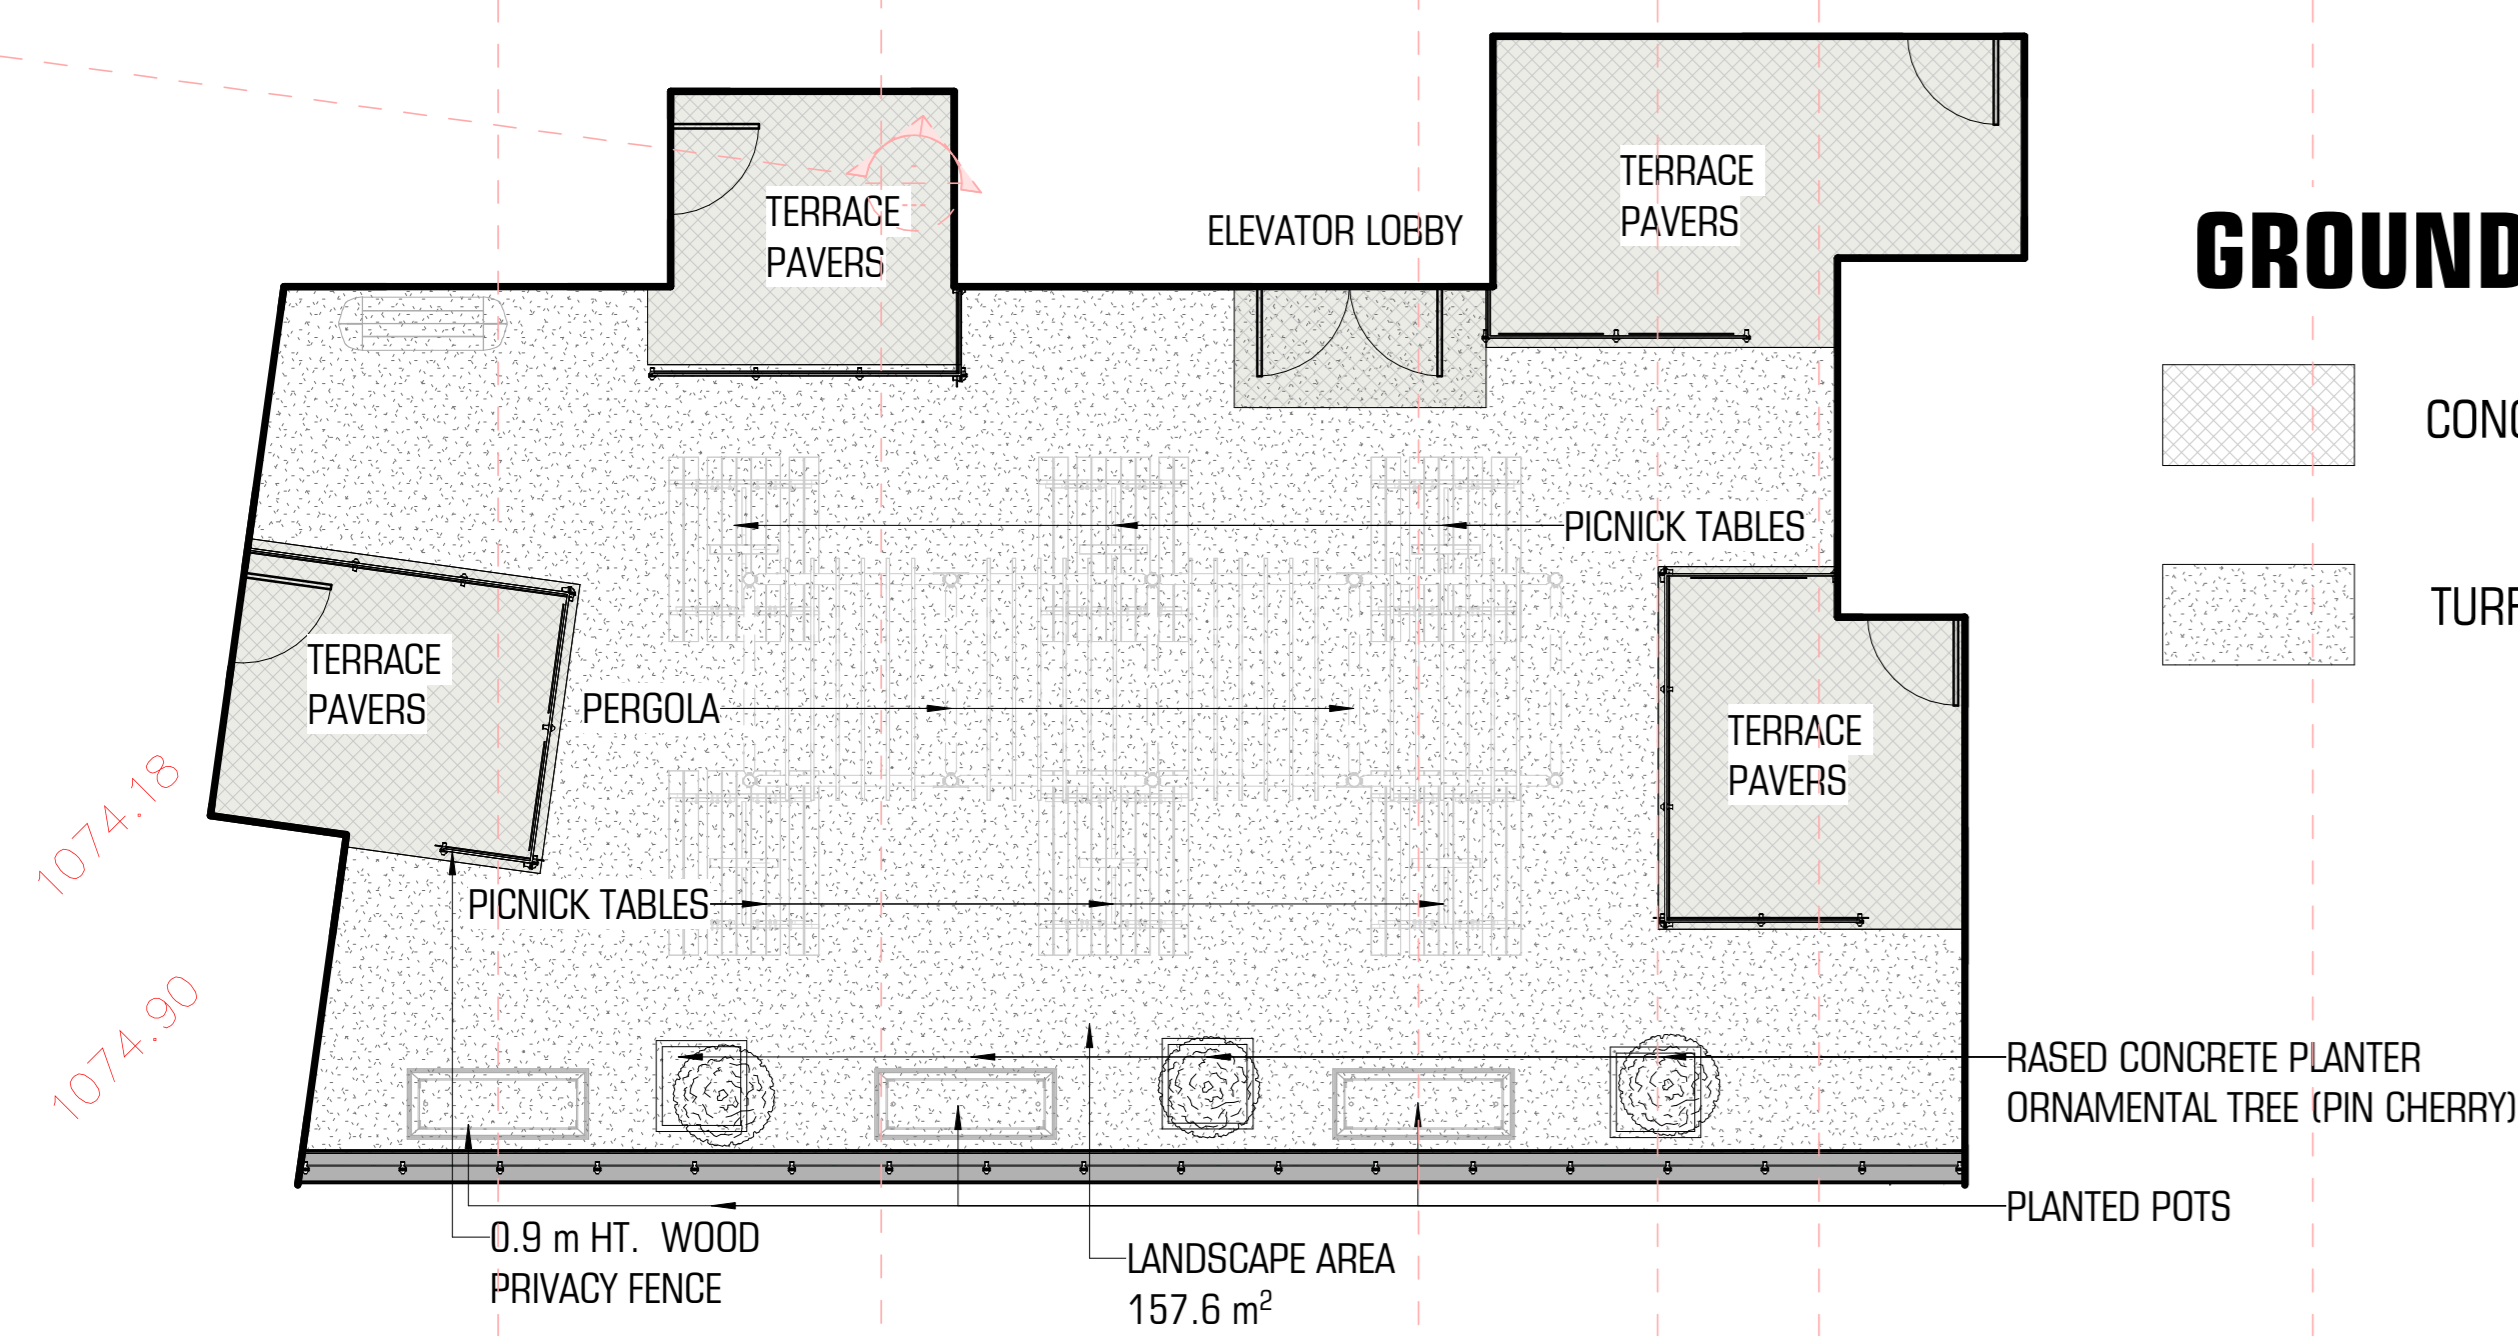 TERRACE
PAVERS
ELEVATOR LOBBY
TERRACE
PAVERS
GROUND
CONC
TURF
PICNICK TABLES
TERRACE
PAVERS
PERGOLA
TERRACE
PAVERS
1074.18
PICNICK TABLES
1074.90
RASED CONCRETE PLANTER
ORNAMENTAL TREE (PIN CHERRY)
PLANTED POTS
0.9 m HT. WOOD
PRIVACY FENCE
LANDSCAPE AREA
157.6 m²